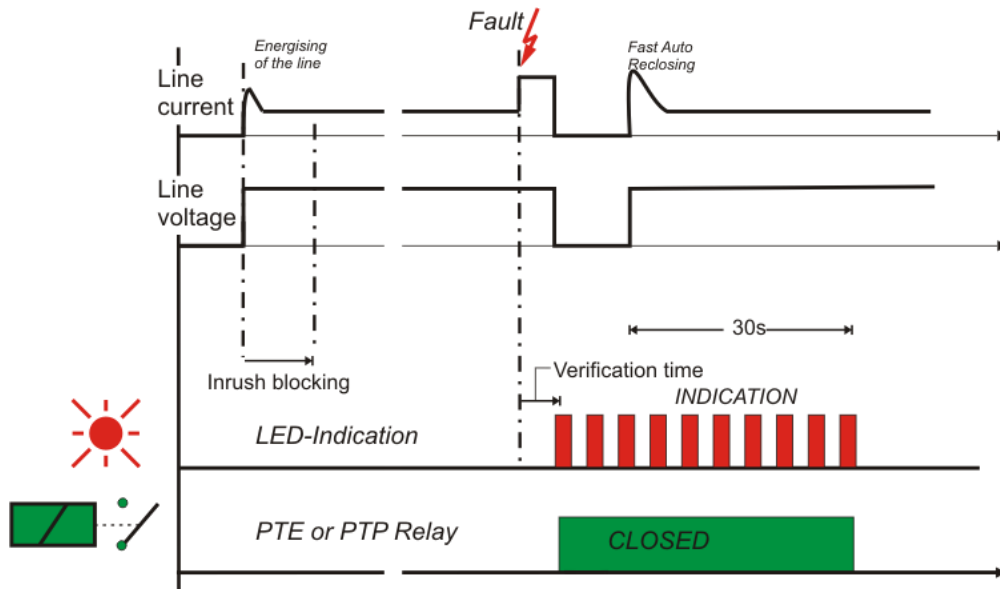 Fault
Energising
of the line
Fast Auto
Reclosing
Line
current
Line
voltage
30s
Inrush blocking
Verification time
INDICATION
LED-Indication
PTE or PTP Relay
CLOSED